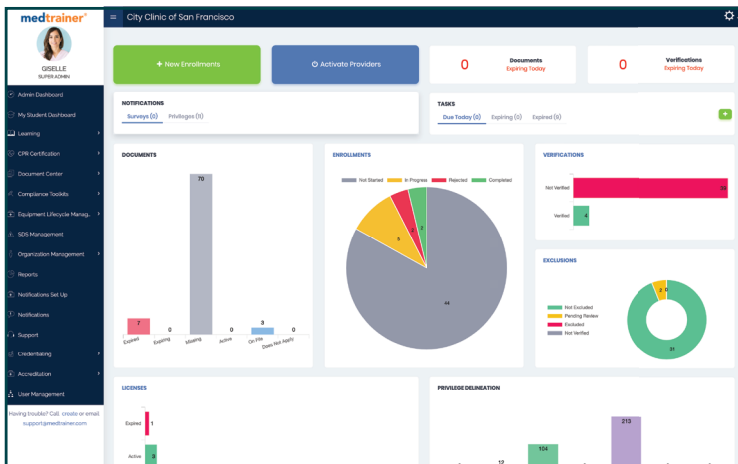 medtrainer
City Clinic of San Francisco
GISELLE
SUPER ADMIN
Admin Dashboard
My Student Dashboard
Learning
CPR Certification
Document Center
Compliance Toolkits
Equipment Lifecycle Manag..
SDS Management
Organization Management
Reports
Notifications Set Up
Notifications
Support
Credentialing
Accreditation
User Management
Having trouble? Call, create or email
support@medtrainer.com
+ New Enrollments
Activate Providers
0 Documents
Expiring Today
0 Verifications
Expiring Today
NOTIFICATIONS
Surveys (0) Privileges (11)
TASKS
Due Today (0) Expiring (0) Expired (6)
+
DOCUMENTS
70
7
0
0
3
0
Expired Expiring Missing Active On File Does Not Apply
ENROLLMENTS
Not Started In Progress Rejected Completed
5
2
2
44
VERIFICATIONS
Not Verified
Verified 4
EXCLUSIONS
Not Excluded
Pending Review
Excluded
Not Verified
2 0
31
LICENSES
Expired 1
Active 3
PRIVILEGE DELINEATION
12
104
213